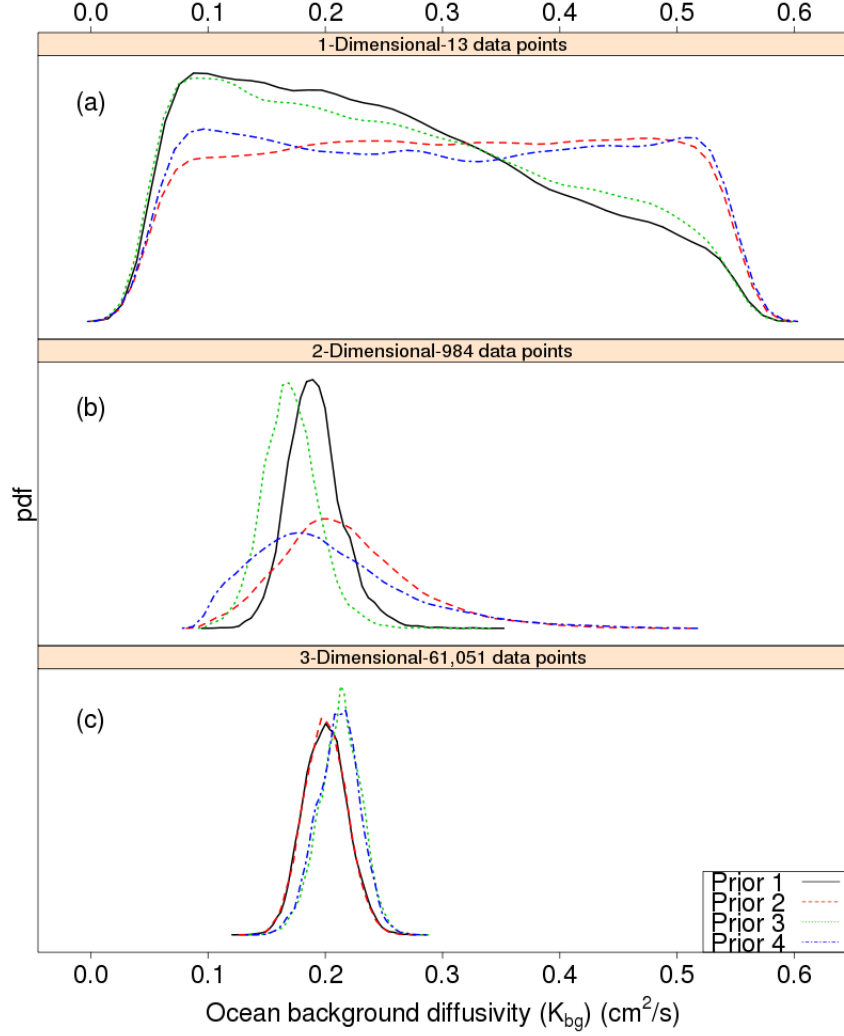 0.0 0.1 0.2 0.3 0.4 0.5 0.6
1-Dimensional-13 data points
(a)
2-Dimensional-984 data points
(b)
pdf
3-Dimensional-61,051 data points
(c)
Prior 1
Prior 2
Prior 3
Prior 4
0.0 0.1 0.2 0.3 0.4 0.5 0.6
Ocean background diffusivity (K_bg) (cm²/s)